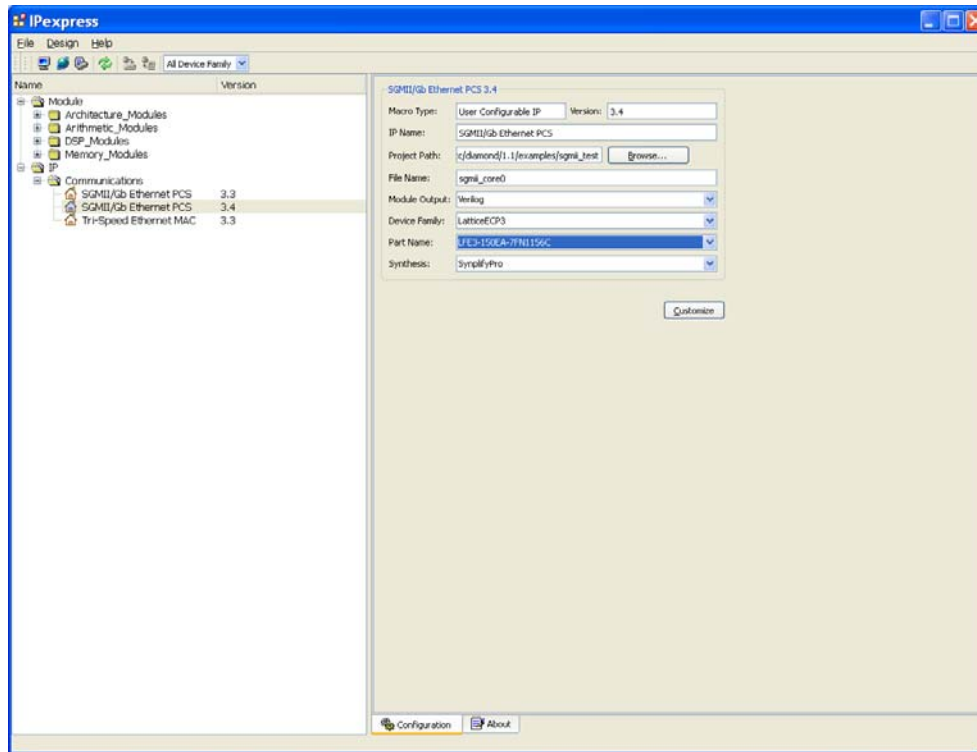 IPexpress
File Design Help
All Device Family
Name Version
Module
Architecture_Modules
Arithmetic_Modules
DSP_Modules
Memory_Modules
IP
Communications
SGMII/Gb Ethernet PCS 3.3
SGMII/Gb Ethernet PCS 3.4
Tri-Speed Ethernet MAC 3.3
SGMII/Gb Ethernet PCS 3.4
Macro Type: User Configurable IP Version: 3.4
IP Name: SGMII/Gb Ethernet PCS
Project Path: c/diamond/1.1/examples/sgmii_test Browse...
File Name: sgmii_core0
Module Output: Verilog
Device Family: LatticeECP3
Part Name: LFE3-150EA-7FN1156C
Synthesis: SynplifyPro
Customize
Configuration About